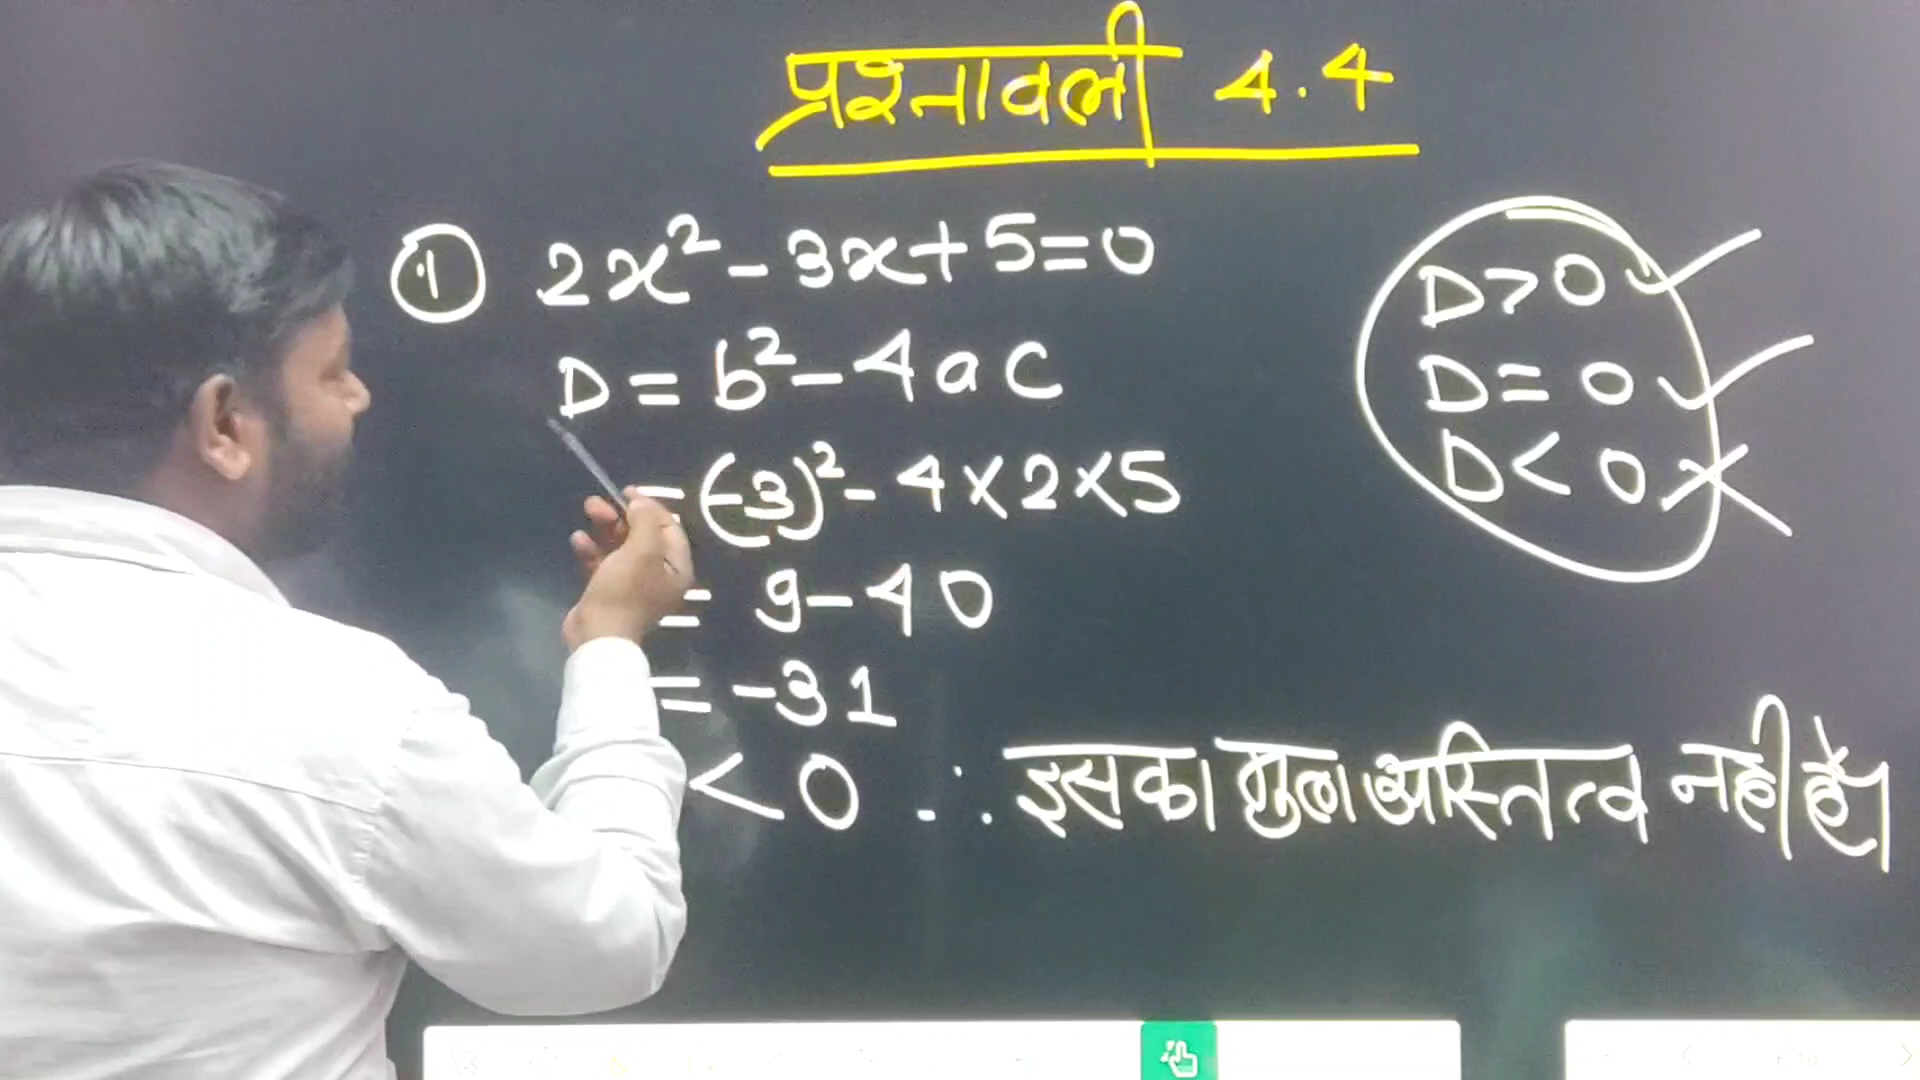 प्रश्नावली 4.4
① 2x² - 3x + 5 = 0
D = b² - 4ac
= (-3)² - 4 × 2 × 5
= 9 - 40
= -31
< 0 ∴ इसका मुल अस्तित्व नही है।
D > 0 ✓
D = 0 ✓
D < 0 ×